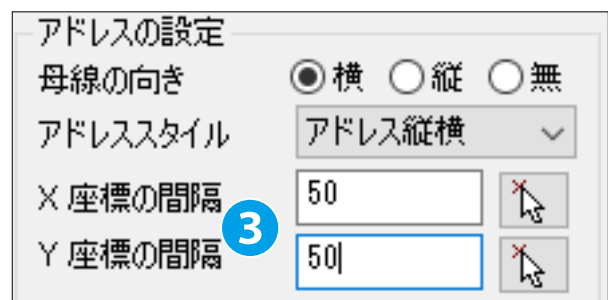 アドレスの設定
母線の向き 横 縦 無
アドレススタイル アドレス縦横
X 座標の間隔 50
3
Y 座標の間隔 50